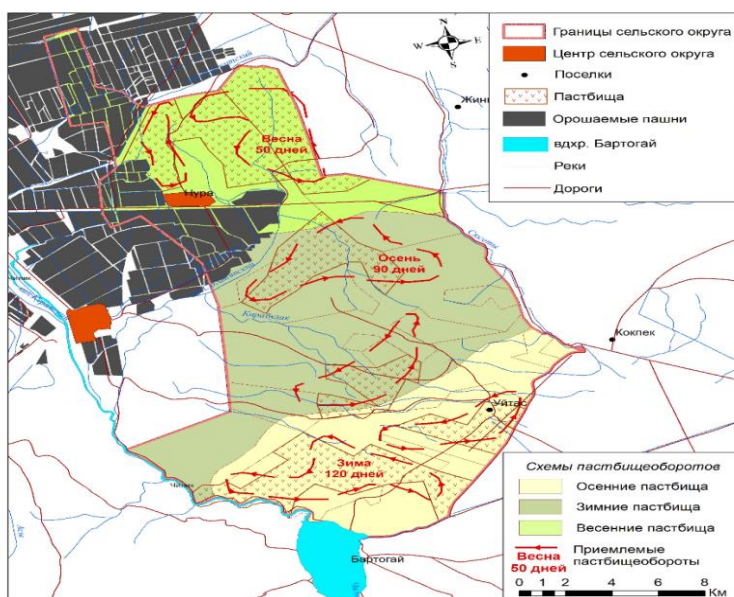 Границы сельского округа
Центр сельского округа
Поселки
Пастбища
Орошаемые пашни
вдхр. Бартогай
Реки
Дороги
N
W
E
S
Жини
Весна
50 дней
Нура
Осень
90 дней
Кокпек
Уйтас
Зима
120 дней
Бартогай
Схемы пастбищеоборотов
Осенние пастбища
Зимние пастбища
Весенние пастбища
Весна
50 дней
Приемлемые
пастбищеобороты
0 1 2 4 6 8
Км